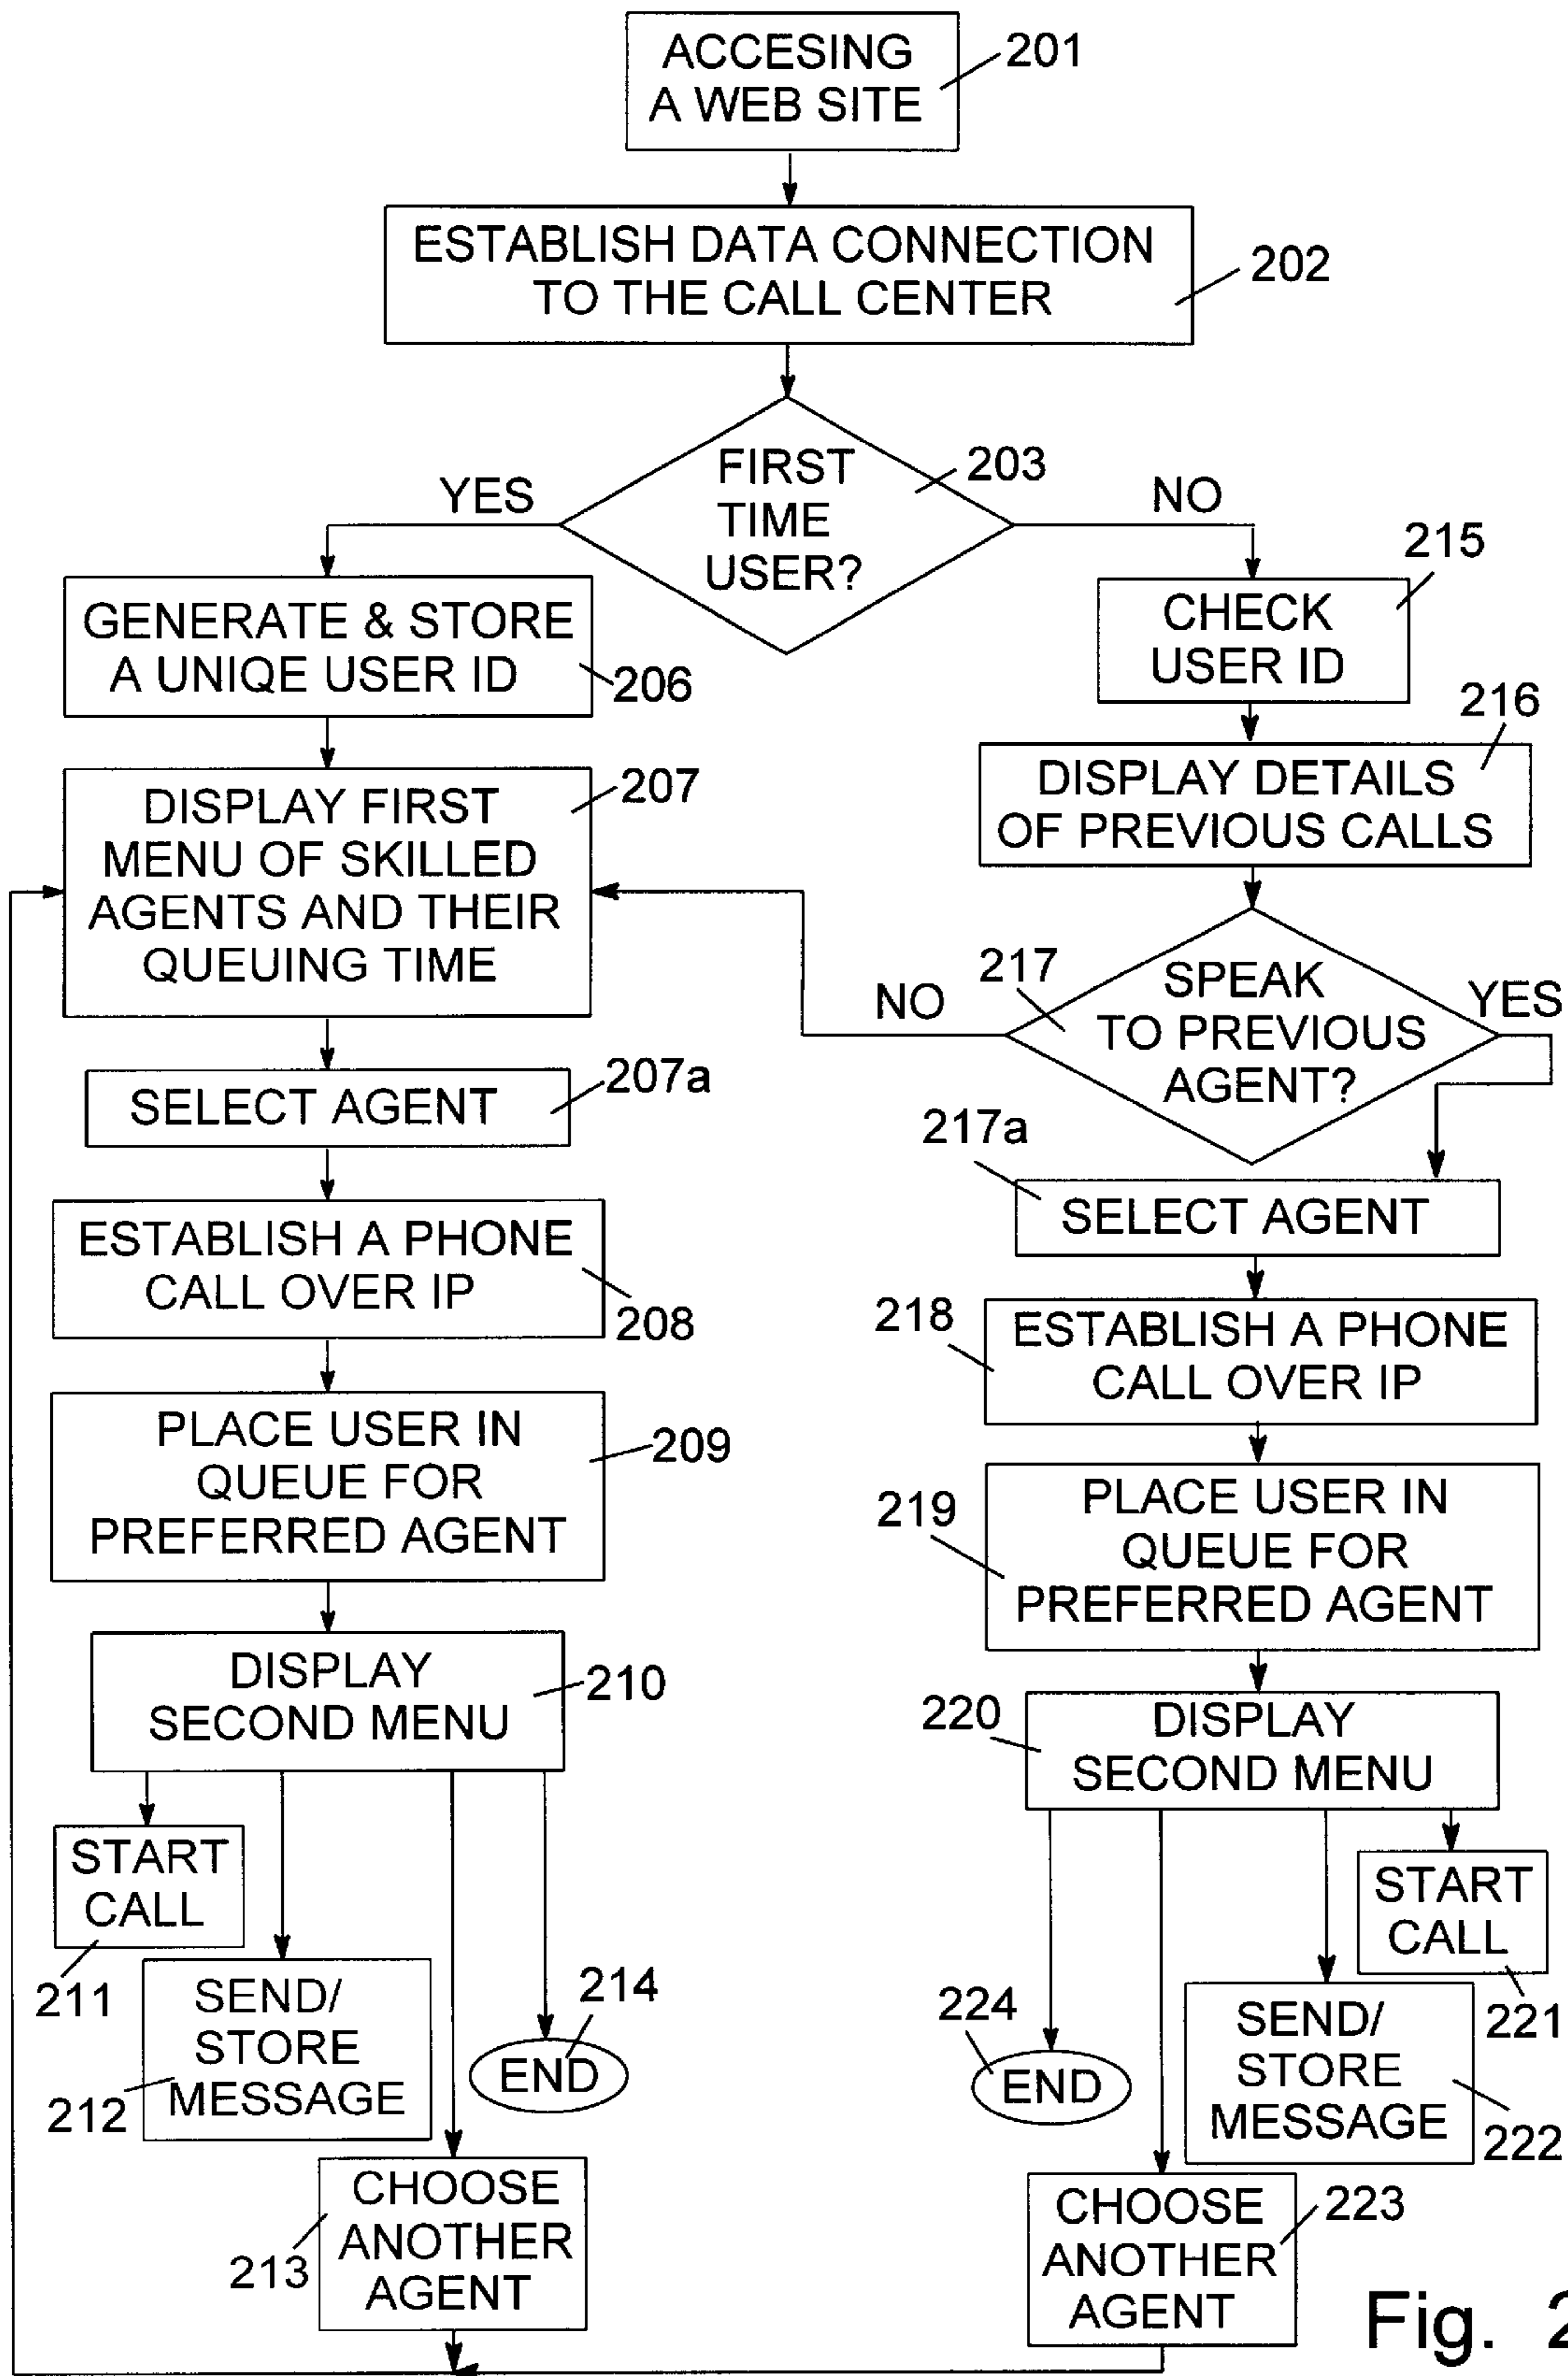 ACCESING
A WEB SITE
201
ESTABLISH DATA CONNECTION
TO THE CALL CENTER
202
FIRST
TIME
USER?
203
YES
NO
GENERATE & STORE
A UNIQE USER ID
206
DISPLAY FIRST
MENU OF SKILLED
AGENTS AND THEIR
QUEUING TIME
207
SELECT AGENT
207a
ESTABLISH A PHONE
CALL OVER IP
208
PLACE USER IN
QUEUE FOR
PREFERRED AGENT
209
DISPLAY
SECOND MENU
210
START
CALL
211
SEND/
STORE
MESSAGE
212
CHOOSE
ANOTHER
AGENT
213
END
214
CHECK
USER ID
215
DISPLAY DETAILS
OF PREVIOUS CALLS
216
SPEAK
TO PREVIOUS
AGENT?
217
NO
YES
SELECT AGENT
217a
ESTABLISH A PHONE
CALL OVER IP
218
PLACE USER IN
QUEUE FOR
PREFERRED AGENT
219
DISPLAY
SECOND MENU
220
START
CALL
221
SEND/
STORE
MESSAGE
222
CHOOSE
ANOTHER
AGENT
223
END
224
Fig. 2